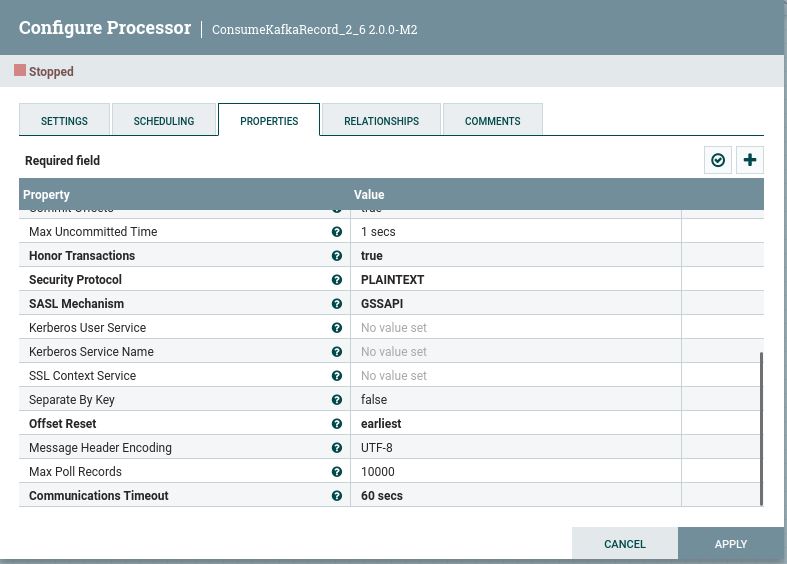 Configure Processor | ConsumeKafkaRecord_2_6 2.0.0-M2
Stopped
SETTINGS SCHEDULING PROPERTIES RELATIONSHIPS COMMENTS
Required field
Property Value
Max Uncommitted Time 1 secs
Honor Transactions true
Security Protocol PLAINTEXT
SASL Mechanism GSSAPI
Kerberos User Service No value set
Kerberos Service Name No value set
SSL Context Service No value set
Separate By Key false
Offset Reset earliest
Message Header Encoding UTF-8
Max Poll Records 10000
Communications Timeout 60 secs
CANCEL APPLY